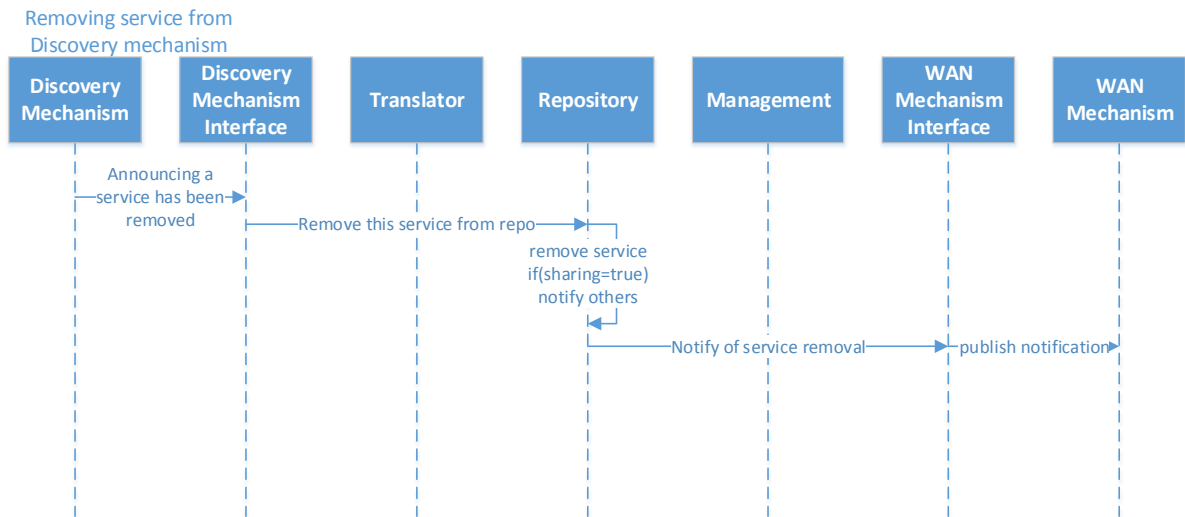 Removing service from
Discovery mechanism
Discovery
Mechanism
Discovery
Mechanism
Interface
Translator
Repository
Management
WAN
Mechanism
Interface
WAN
Mechanism
Announcing a
service has been
removed
Remove this service from repo
remove service
if(sharing=true)
notify others
Notify of service removal
publish notification